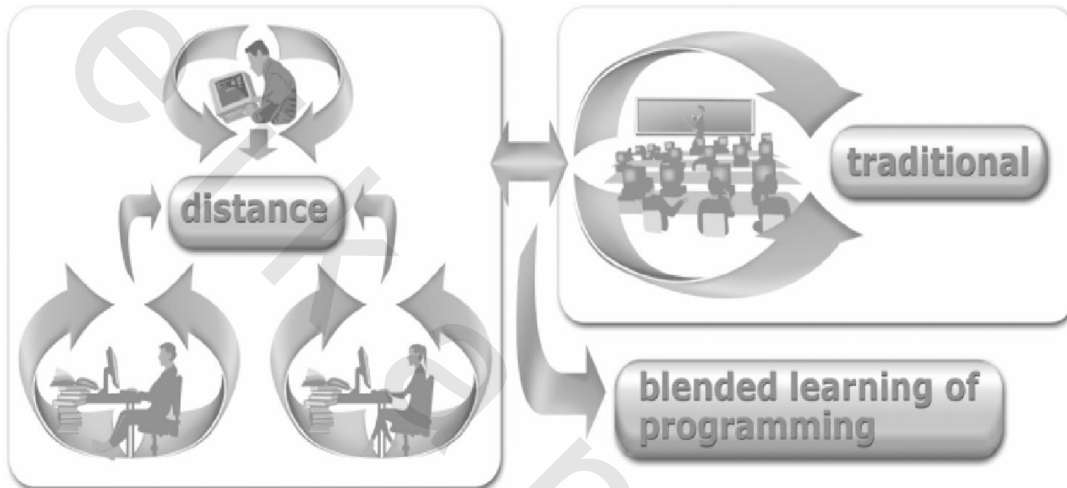 distance
traditional
blended learning of
programming